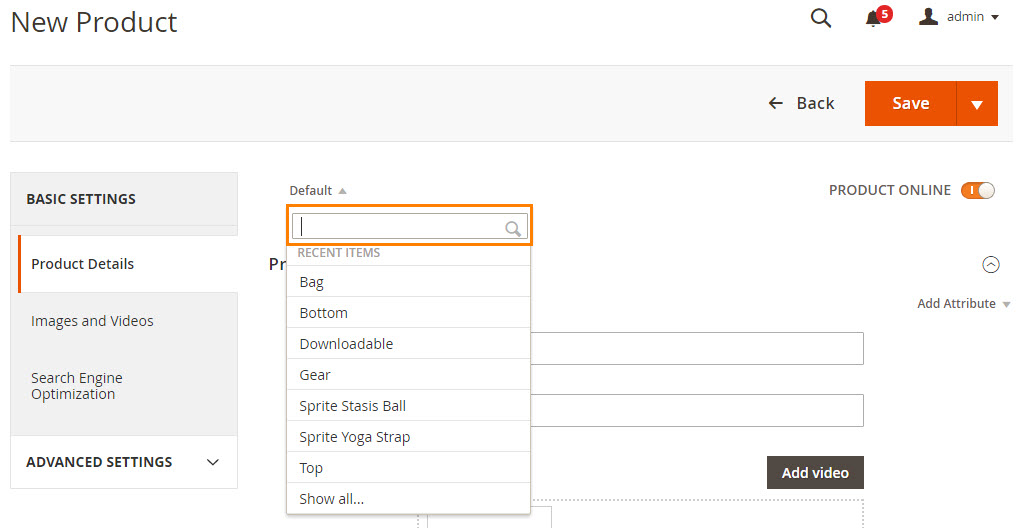 New Product
5
admin
Back
Save
BASIC SETTINGS
Product Details
Images and Videos
Search Engine
Optimization
ADVANCED SETTINGS
Default
PRODUCT ONLINE
RECENT ITEMS
Bag
Bottom
Downloadable
Gear
Sprite Stasis Ball
Sprite Yoga Strap
Top
Show all...
Add Attribute
Add video